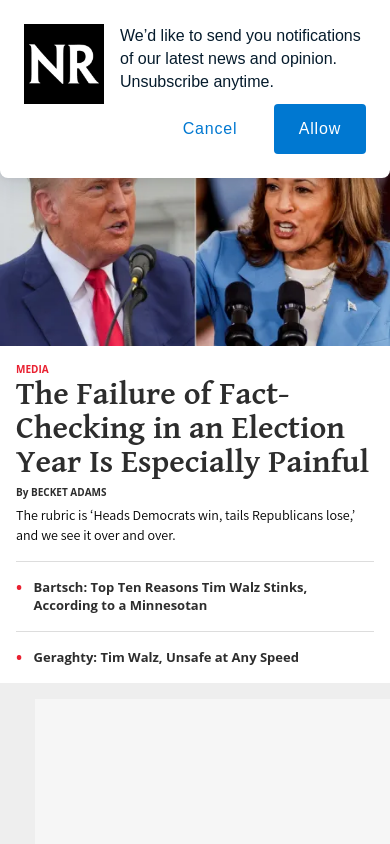 NR
We’d like to send you notifications
of our latest news and opinion.
Unsubscribe anytime.
Cancel
Allow
MEDIA
The Failure of Fact-
Checking in an Election
Year Is Especially Painful
By BECKET ADAMS
The rubric is ‘Heads Democrats win, tails Republicans lose,’
and we see it over and over.
• Bartsch: Top Ten Reasons Tim Walz Stinks,
According to a Minnesotan
• Geraghty: Tim Walz, Unsafe at Any Speed